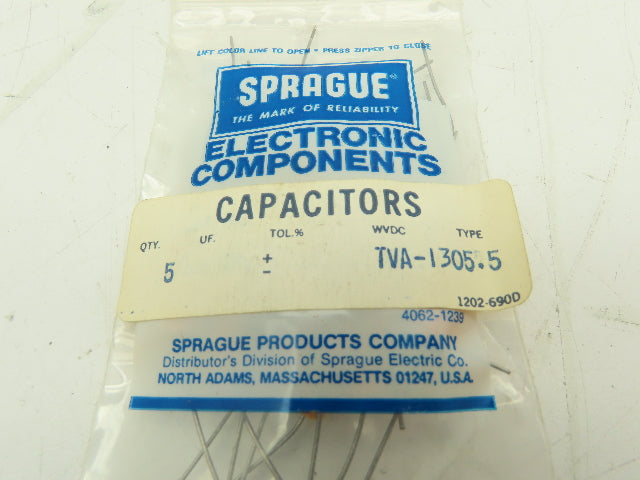 LIFT COLOR LINE TO OPEN • PRESS ZIPPER TO CLOSE
SPRAGUE®
THE MARK OF RELIABILITY
ELECTRONIC
COMPONENTS
CAPACITORS
QTY. UF. TOL.% WVDC TYPE
5 ± TVA-1305.5
1202-690D
4062-1239
SPRAGUE PRODUCTS COMPANY
Distributor's Division of Sprague Electric Co.
NORTH ADAMS, MASSACHUSETTS 01247, U.S.A.